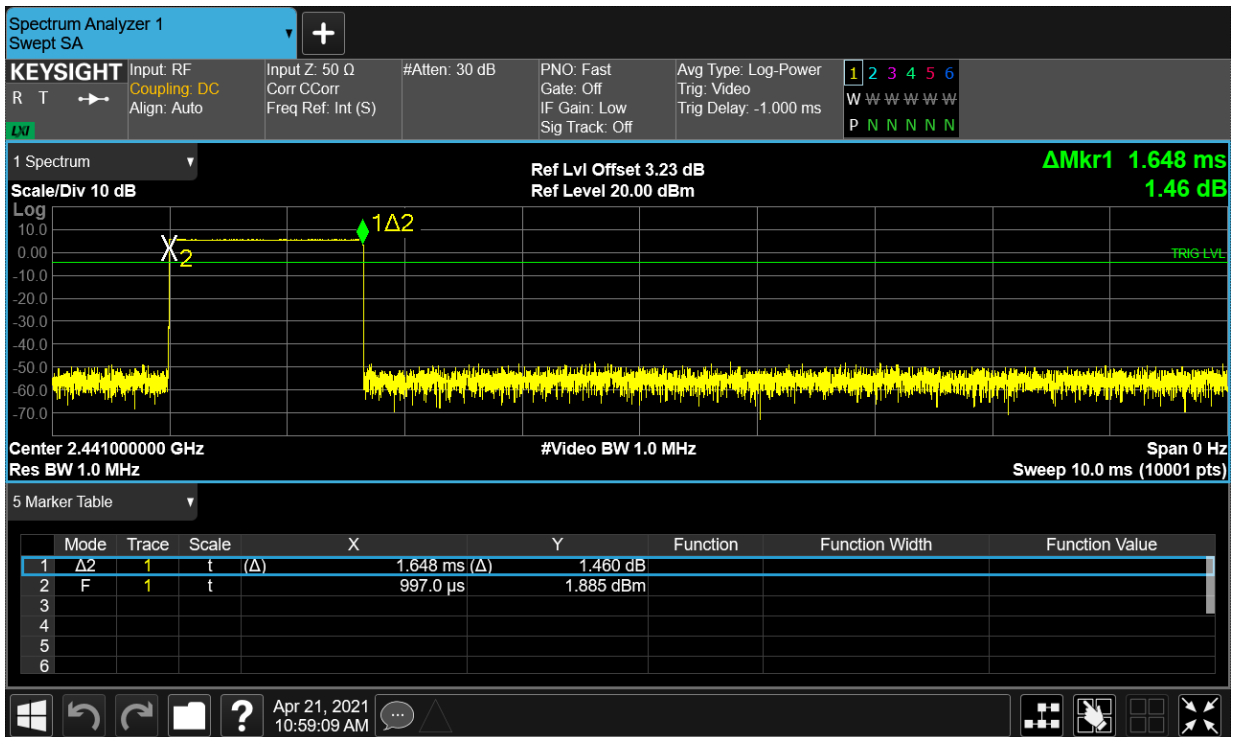 Spectrum Analyzer 1
Swept SA
+
KEYSIGHT Input: RF Input Z: 50 Ω #Atten: 30 dB PNO: Fast Avg Type: Log-Power 1 2 3 4 5 6
R T Coupling: DC Corr CCorr Gate: Off Trig: Video W W W W W W
Align: Auto Freq Ref: Int (S) IF Gain: Low Trig Delay: -1.000 ms
LXI Sig Track: Off P N N N N N
1 Spectrum
Scale/Div 10 dB
Ref Lvl Offset 3.23 dB
Ref Level 20.00 dBm
ΔMkr1 1.648 ms
1.46 dB
Log
10.0
0.00
-10.0
-20.0
-30.0
-40.0
-50.0
-60.0
-70.0
X2
1Δ2
TRIG LVL
Center 2.441000000 GHz #Video BW 1.0 MHz Span 0 Hz
Res BW 1.0 MHz Sweep 10.0 ms (10001 pts)
5 Marker Table
Mode Trace Scale X Y Function Function Width Function Value
1 Δ2 1 t (Δ) 1.648 ms (Δ) 1.460 dB
2 F 1 t 997.0 µs 1.885 dBm
3
4
5
6
?
Apr 21, 2021
10:59:09 AM